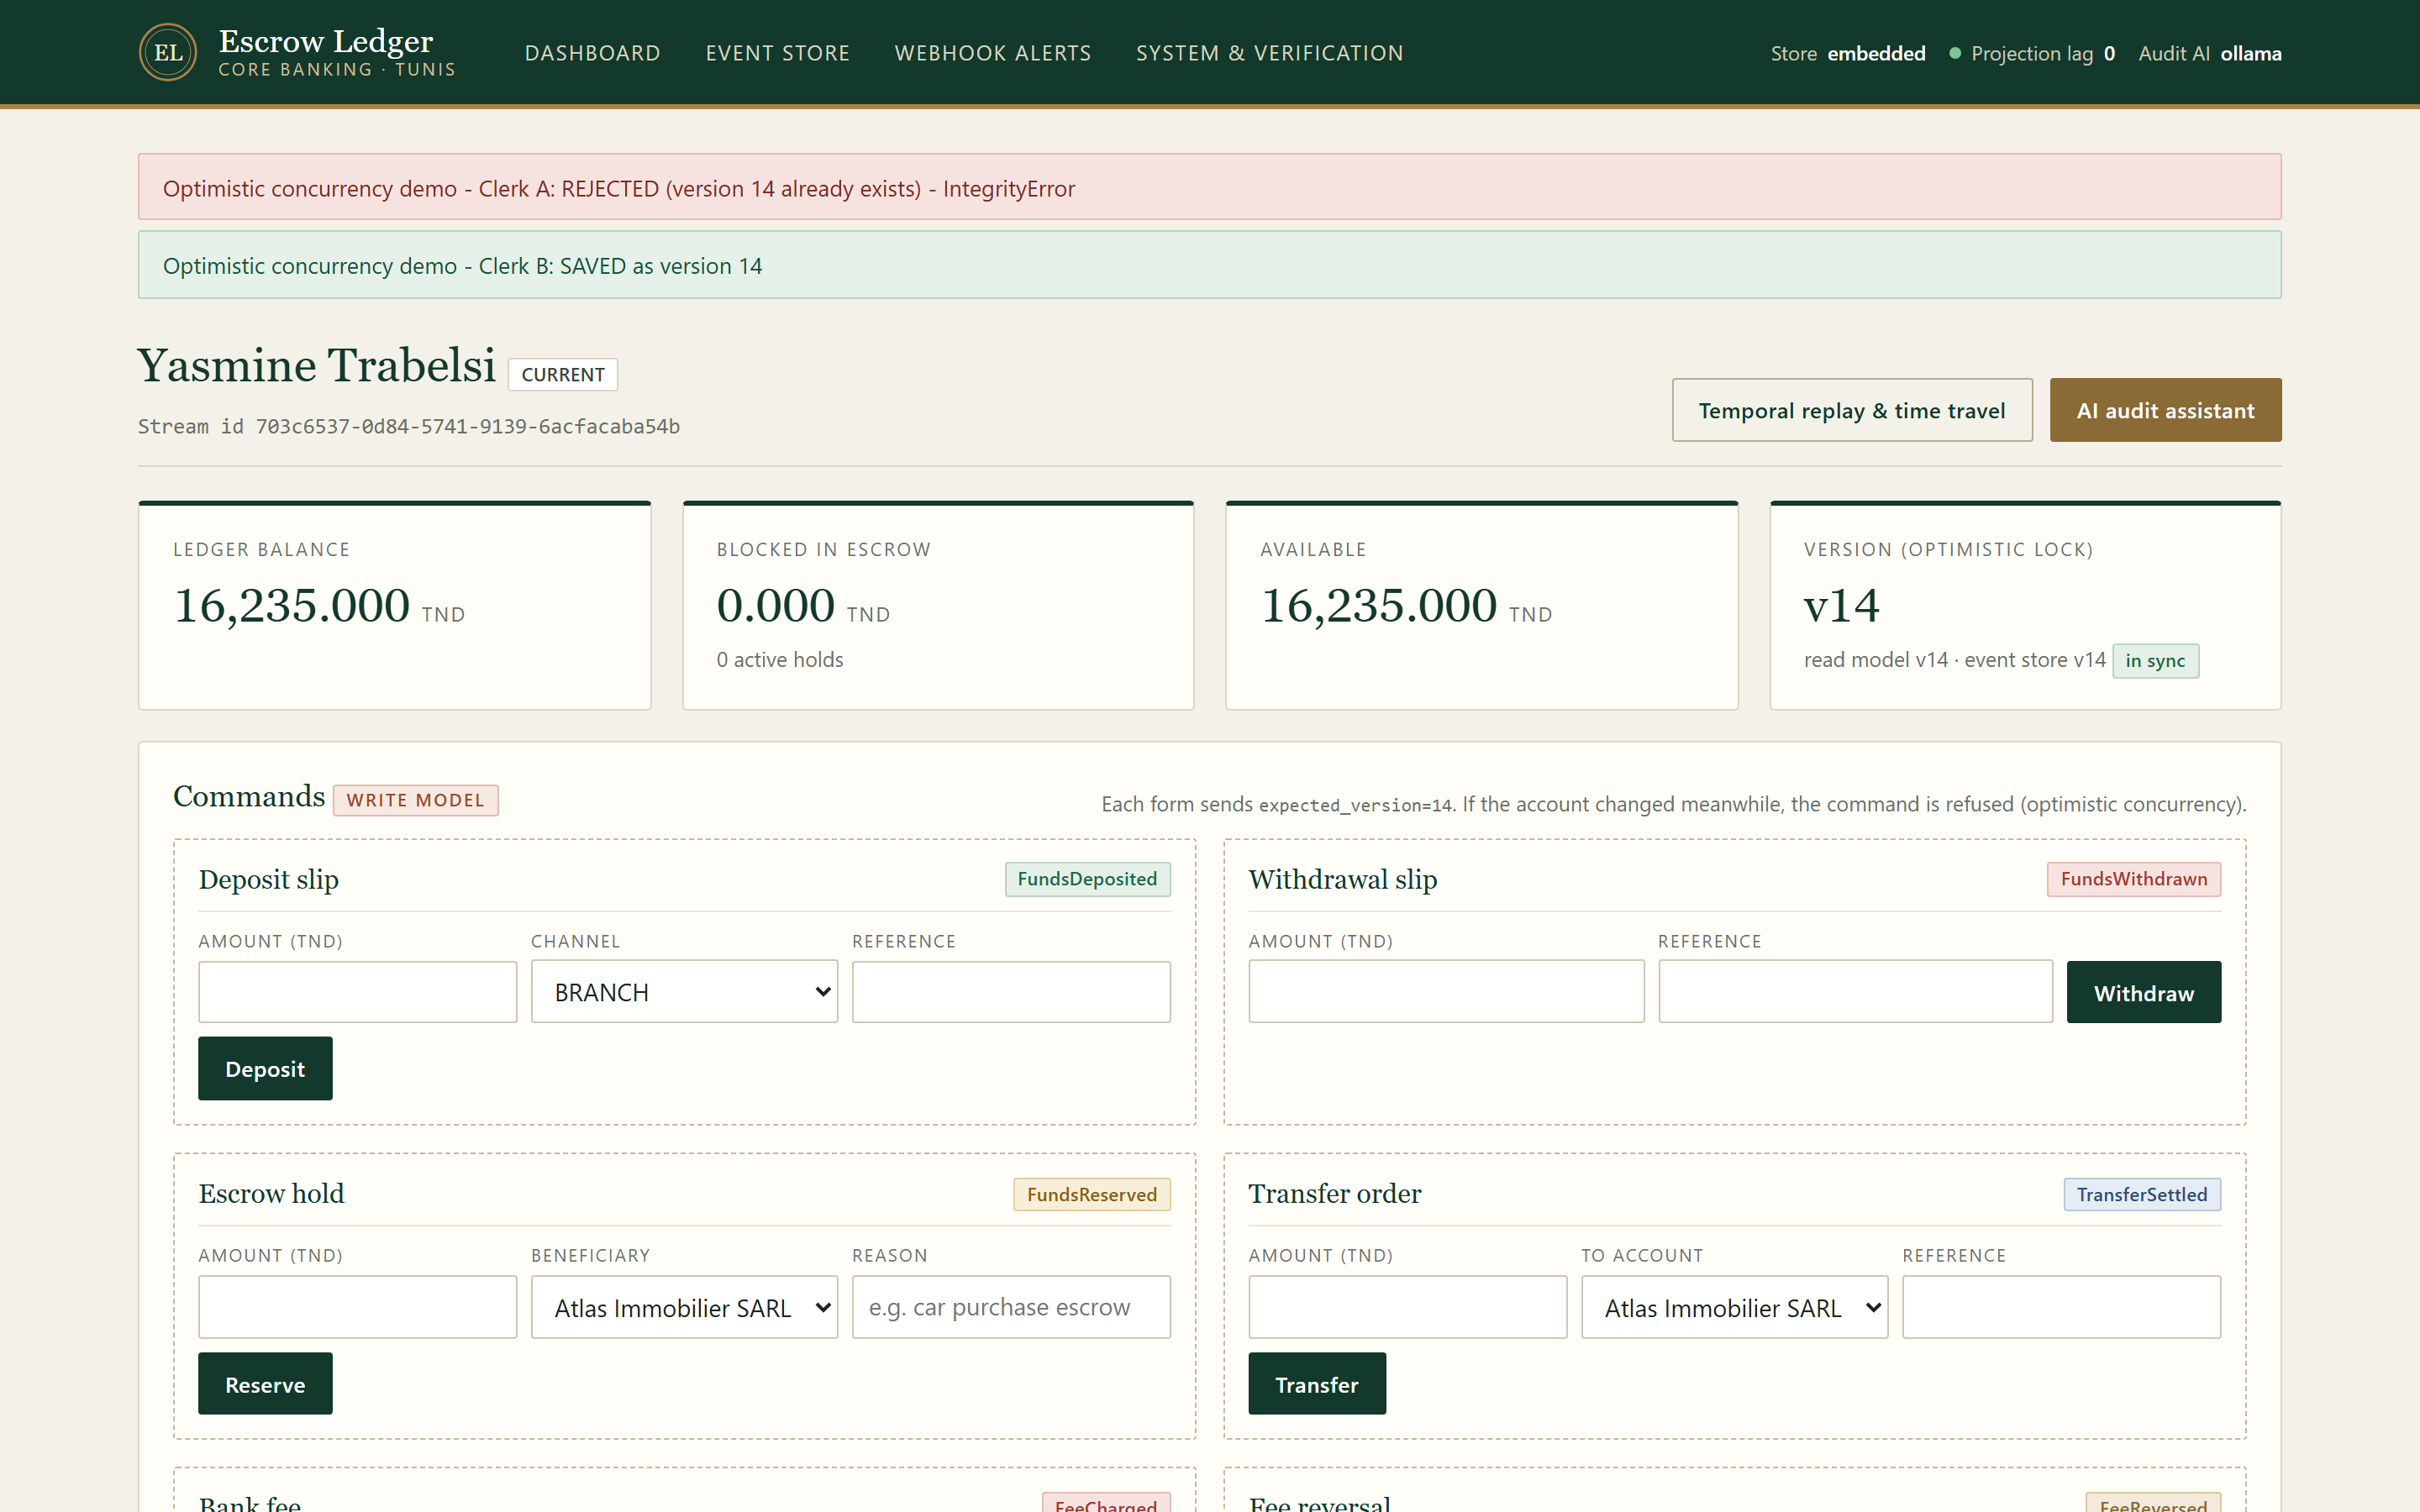 EL
Escrow Ledger
CORE BANKING · TUNIS
DASHBOARD EVENT STORE WEBHOOK ALERTS SYSTEM & VERIFICATION
Store embedded Projection lag 0 Audit AI ollama
Optimistic concurrency demo - Clerk A: REJECTED (version 14 already exists) - IntegrityError
Optimistic concurrency demo - Clerk B: SAVED as version 14
Yasmine Trabelsi CURRENT
Stream id 703c6537-0d84-5741-9139-6acfacaba54b
Temporal replay & time travel AI audit assistant
LEDGER BALANCE
16,235.000 TND
BLOCKED IN ESCROW
0.000 TND
0 active holds
AVAILABLE
16,235.000 TND
VERSION (OPTIMISTIC LOCK)
v14
read model v14 · event store v14 in sync
Commands WRITE MODEL
Each form sends expected_version=14. If the account changed meanwhile, the command is refused (optimistic concurrency).
Deposit slip FundsDeposited
AMOUNT (TND) CHANNEL REFERENCE
BRANCH
Deposit
Withdrawal slip FundsWithdrawn
AMOUNT (TND) REFERENCE
Withdraw
Escrow hold FundsReserved
AMOUNT (TND) BENEFICIARY REASON
Atlas Immobilier SARL e.g. car purchase escrow
Reserve
Transfer order TransferSettled
AMOUNT (TND) TO ACCOUNT REFERENCE
Atlas Immobilier SARL
Transfer
Bank fee FeeCharged
Fee reversal FeeReversed